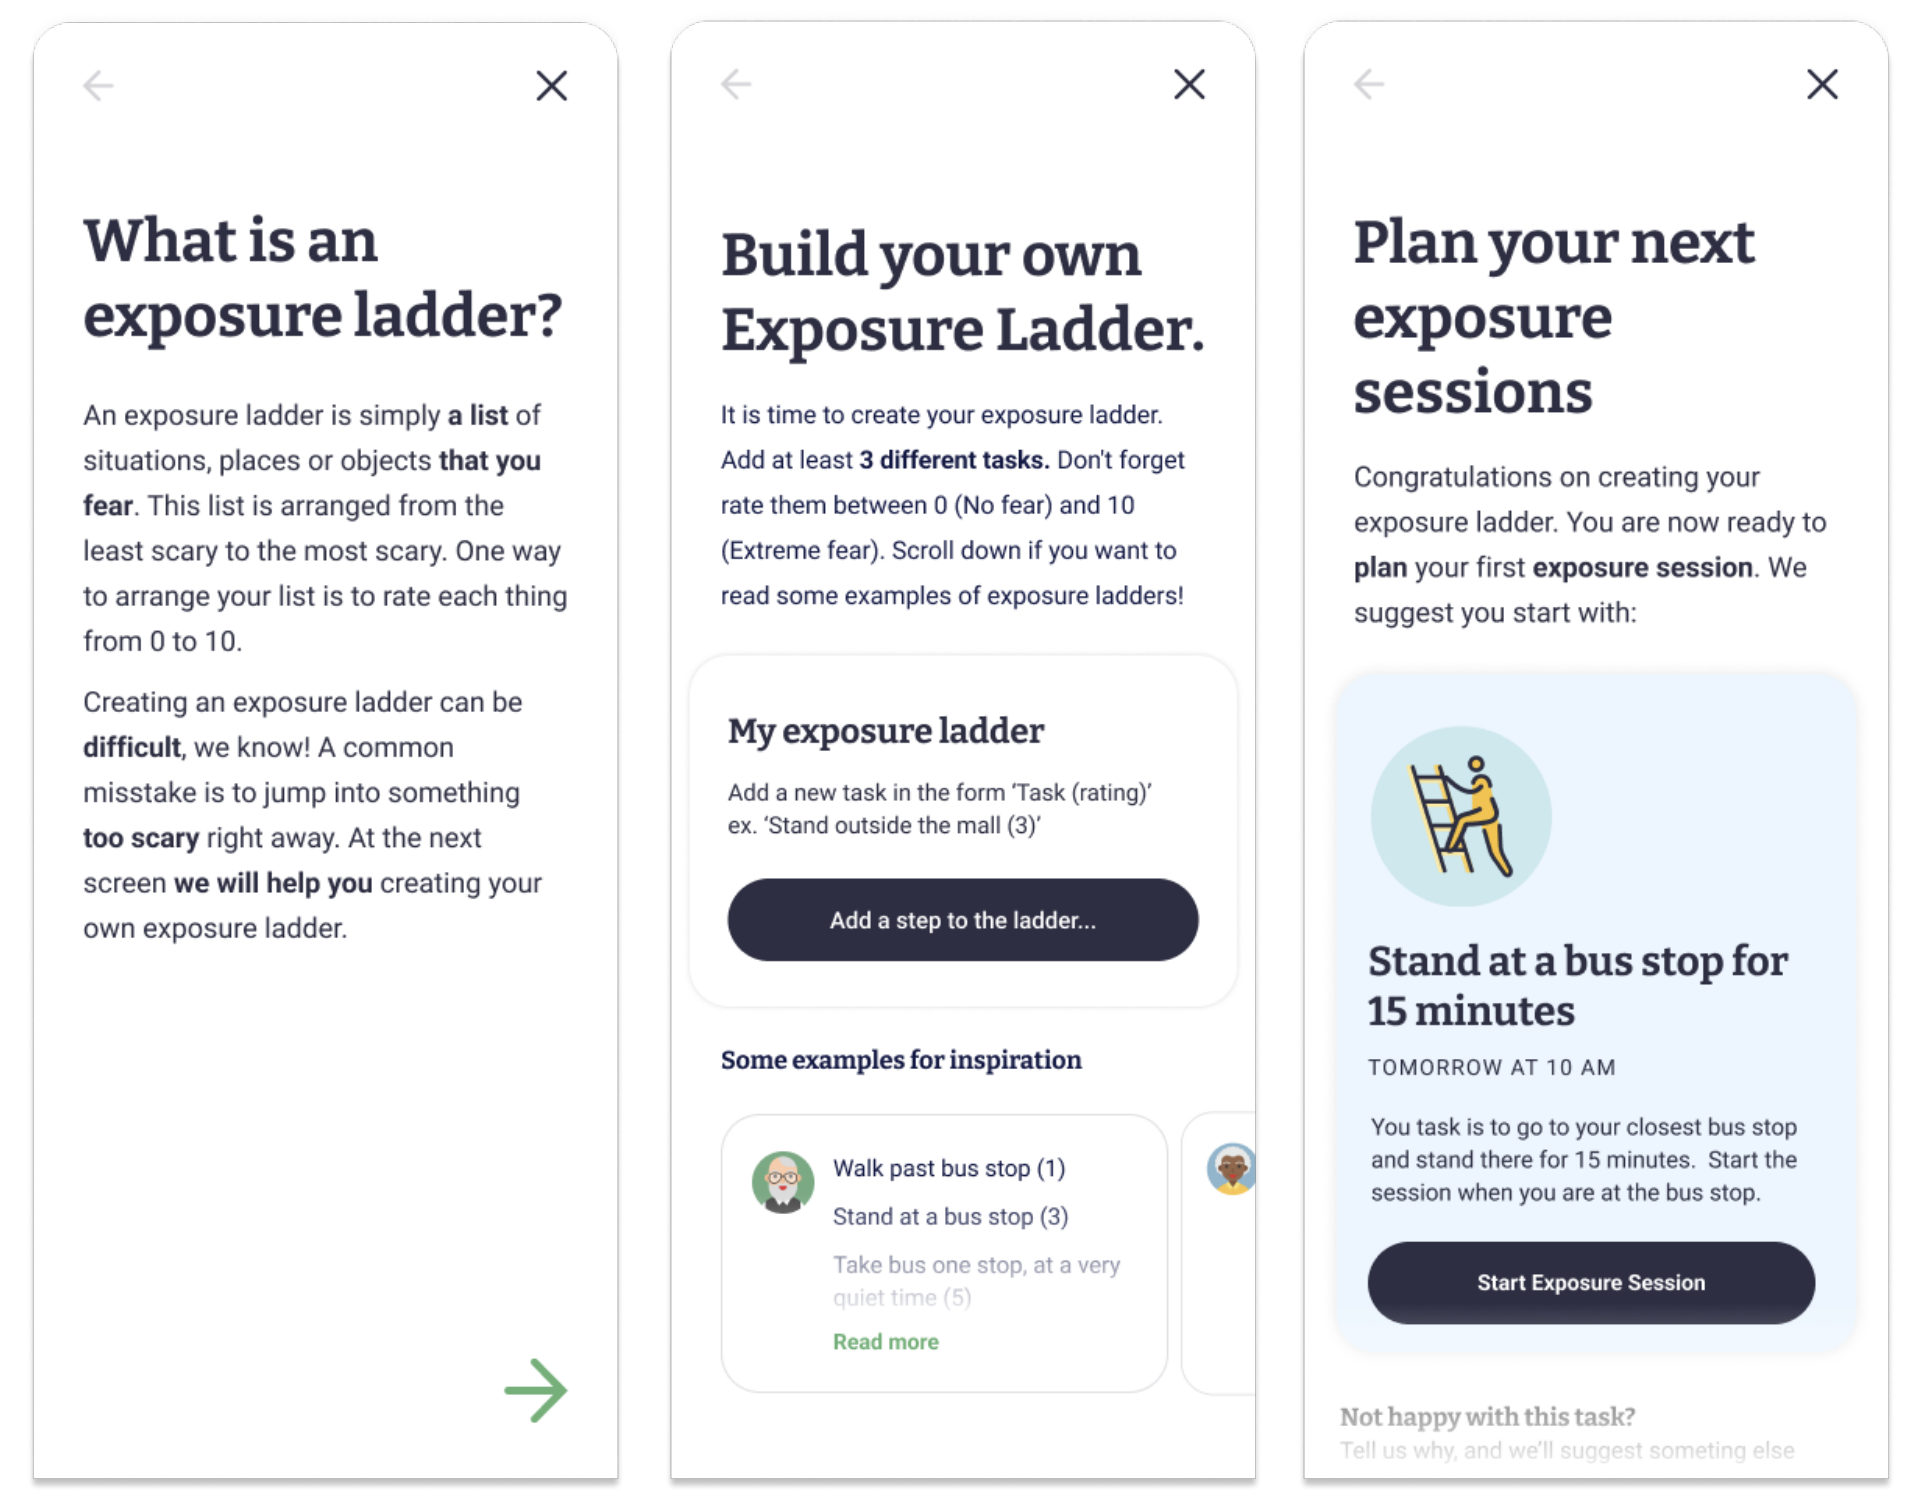 What is an
exposure ladder?
An exposure ladder is simply a list of
situations, places or objects that you
fear. This list is arranged from the
least scary to the most scary. One way
to arrange your list is to rate each thing
from 0 to 10.
Creating an exposure ladder can be
difficult, we know! A common
misstake is to jump into something
too scary right away. At the next
screen we will help you creating your
own exposure ladder.
Build your own
Exposure Ladder.
It is time to create your exposure ladder.
Add at least 3 different tasks. Don't forget
rate them between 0 (No fear) and 10
(Extreme fear). Scroll down if you want to
read some examples of exposure ladders!
My exposure ladder
Add a new task in the form ‘Task (rating)’
ex. ‘Stand outside the mall (3)’
Add a step to the ladder...
Some examples for inspiration
Walk past bus stop (1)
Stand at a bus stop (3)
Take bus one stop, at a very
quiet time (5)
Read more
Plan your next
exposure
sessions
Congratulations on creating your
exposure ladder. You are now ready to
plan your first exposure session. We
suggest you start with:
Stand at a bus stop for
15 minutes
TOMORROW AT 10 AM
You task is to go to your closest bus stop
and stand there for 15 minutes.  Start the
session when you are at the bus stop.
Start Exposure Session
Not happy with this task?
Tell us why, and we’ll suggest someting else